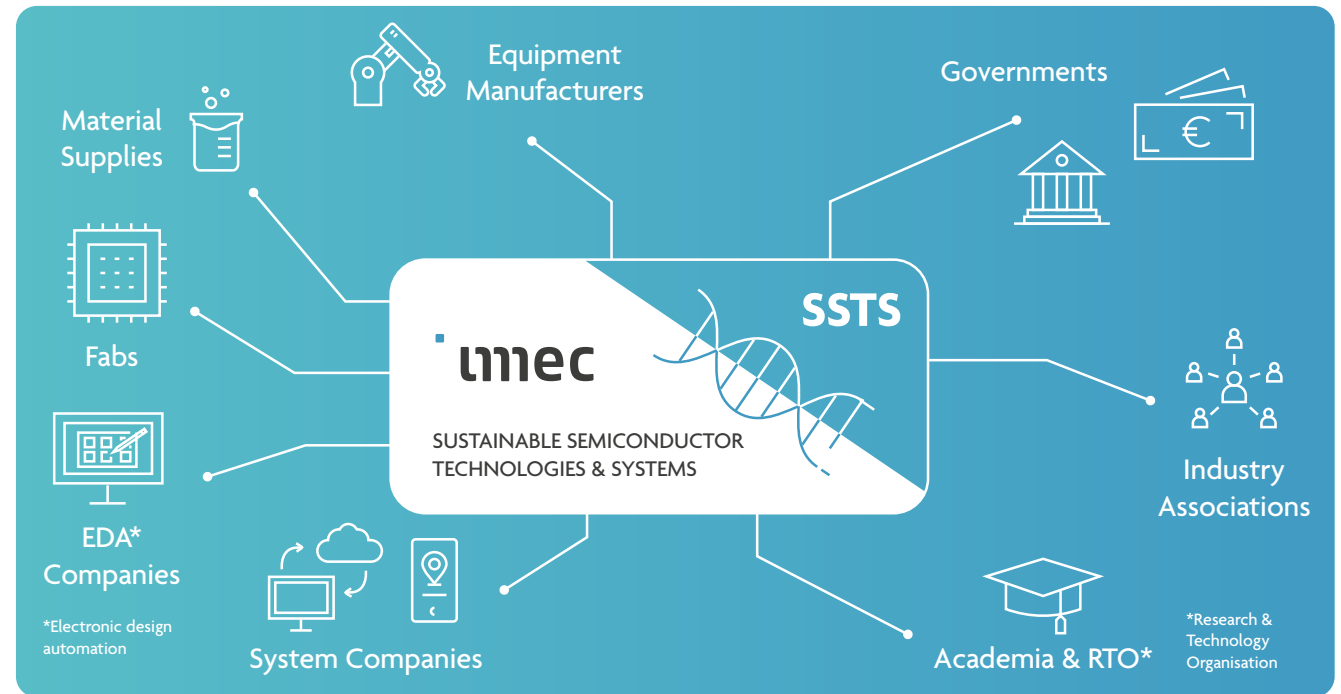 Equipment
Manufacturers
Governments
Material
Supplies
€
SSTS
Fabs
imec
SUSTAINABLE SEMICONDUCTOR
TECHNOLOGIES & SYSTEMS
Industry
Associations
EDA*
Companies
*Electronic design
automation
System Companies
Academia & RTO*
*Research &
Technology
Organisation